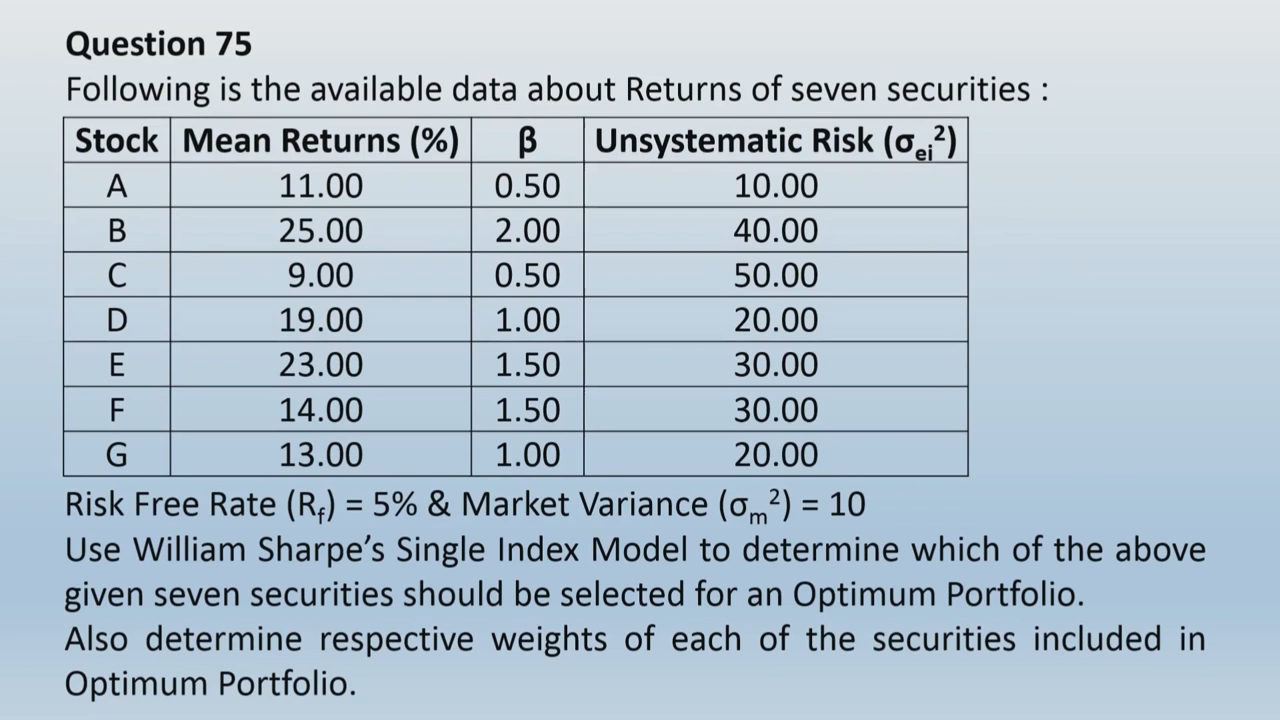 Question 75
Following is the available data about Returns of seven securities :
Stock Mean Returns (%) β Unsystematic Risk (σei²)
A 11.00 0.50 10.00
B 25.00 2.00 40.00
C 9.00 0.50 50.00
D 19.00 1.00 20.00
E 23.00 1.50 30.00
F 14.00 1.50 30.00
G 13.00 1.00 20.00
Risk Free Rate (Rf) = 5% & Market Variance (σm²) = 10
Use William Sharpe's Single Index Model to determine which of the above
given seven securities should be selected for an Optimum Portfolio.
Also determine respective weights of each of the securities included in
Optimum Portfolio.